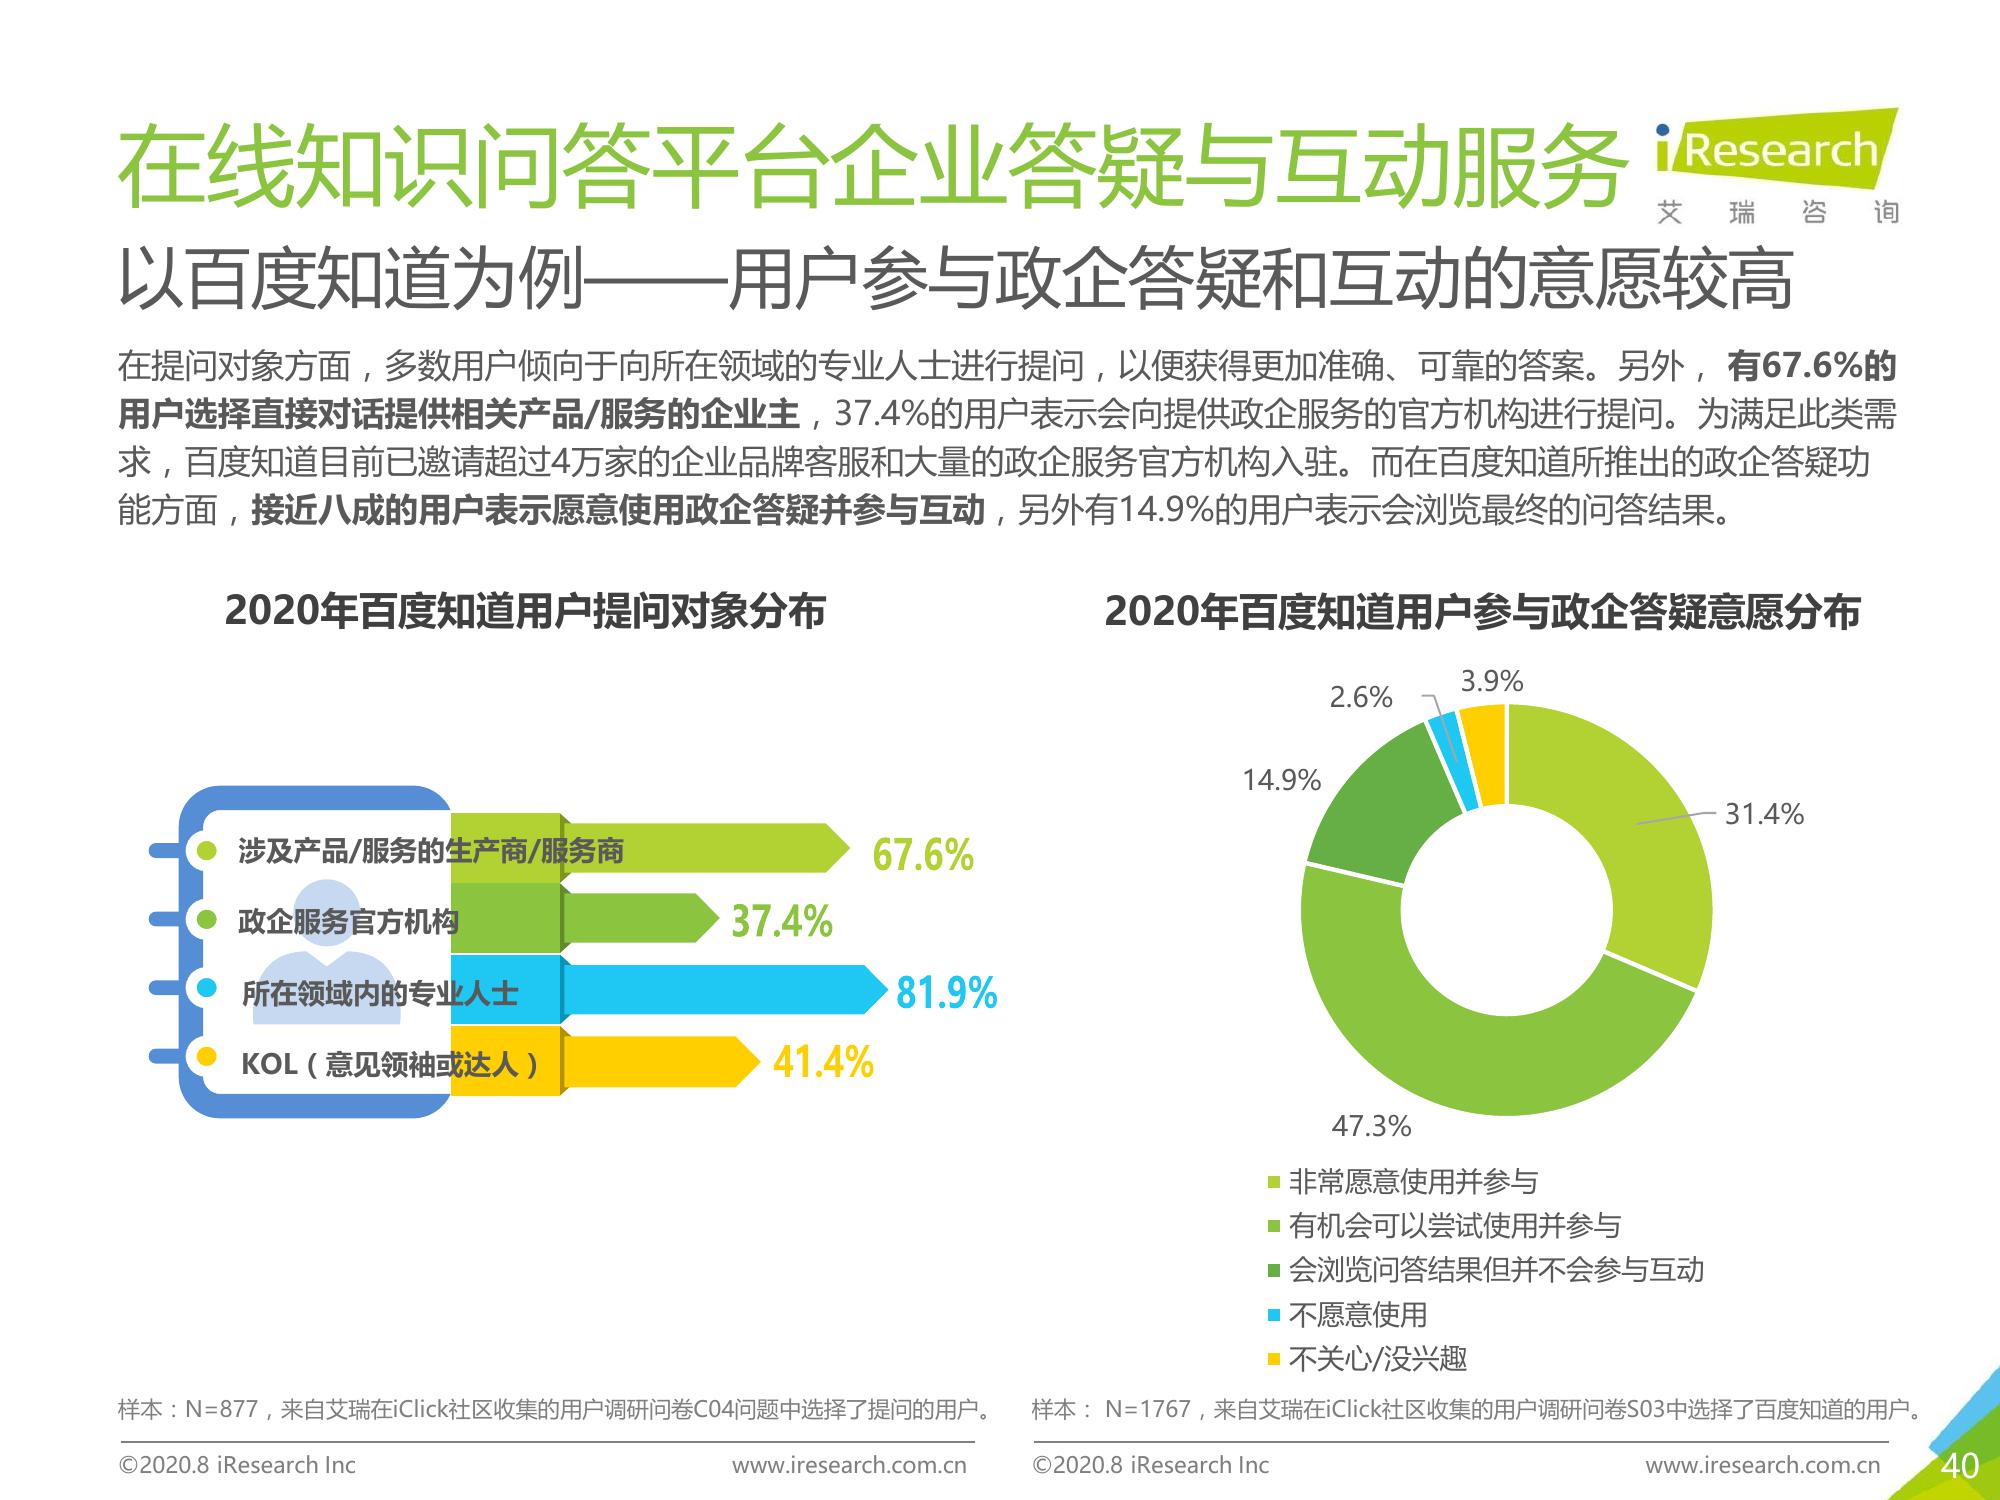 在线知识问答平台企业答疑与互动服务
iResearch
艾瑞咨询
以百度知道为例——用户参与政企答疑和互动的意愿较高
在提问对象方面，多数用户倾向于向所在领域的专业人士进行提问，以便获得更加准确、可靠的答案。另外， 有67.6%的
用户选择直接对话提供相关产品/服务的企业主，37.4%的用户表示会向提供政企服务的官方机构进行提问。为满足此类需
求，百度知道目前已邀请超过4万家的企业品牌客服和大量的政企服务官方机构入驻。而在百度知道所推出的政企答疑功
能方面，接近八成的用户表示愿意使用政企答疑并参与互动，另外有14.9%的用户表示会浏览最终的问答结果。
2020年百度知道用户提问对象分布
涉及产品/服务的生产商/服务商
67.6%
政企服务官方机构
37.4%
所在领域内的专业人士
81.9%
KOL（意见领袖或达人）
41.4%
2020年百度知道用户参与政企答疑意愿分布
3.9%
2.6%
14.9%
31.4%
47.3%
非常愿意使用并参与
有机会可以尝试使用并参与
会浏览问答结果但并不会参与互动
不愿意使用
不关心/没兴趣
样本：N=877，来自艾瑞在iClick社区收集的用户调研问卷C04问题中选择了提问的用户。
样本： N=1767，来自艾瑞在iClick社区收集的用户调研问卷S03中选择了百度知道的用户。
©2020.8 iResearch Inc
www.iresearch.com.cn
©2020.8 iResearch Inc
www.iresearch.com.cn
40